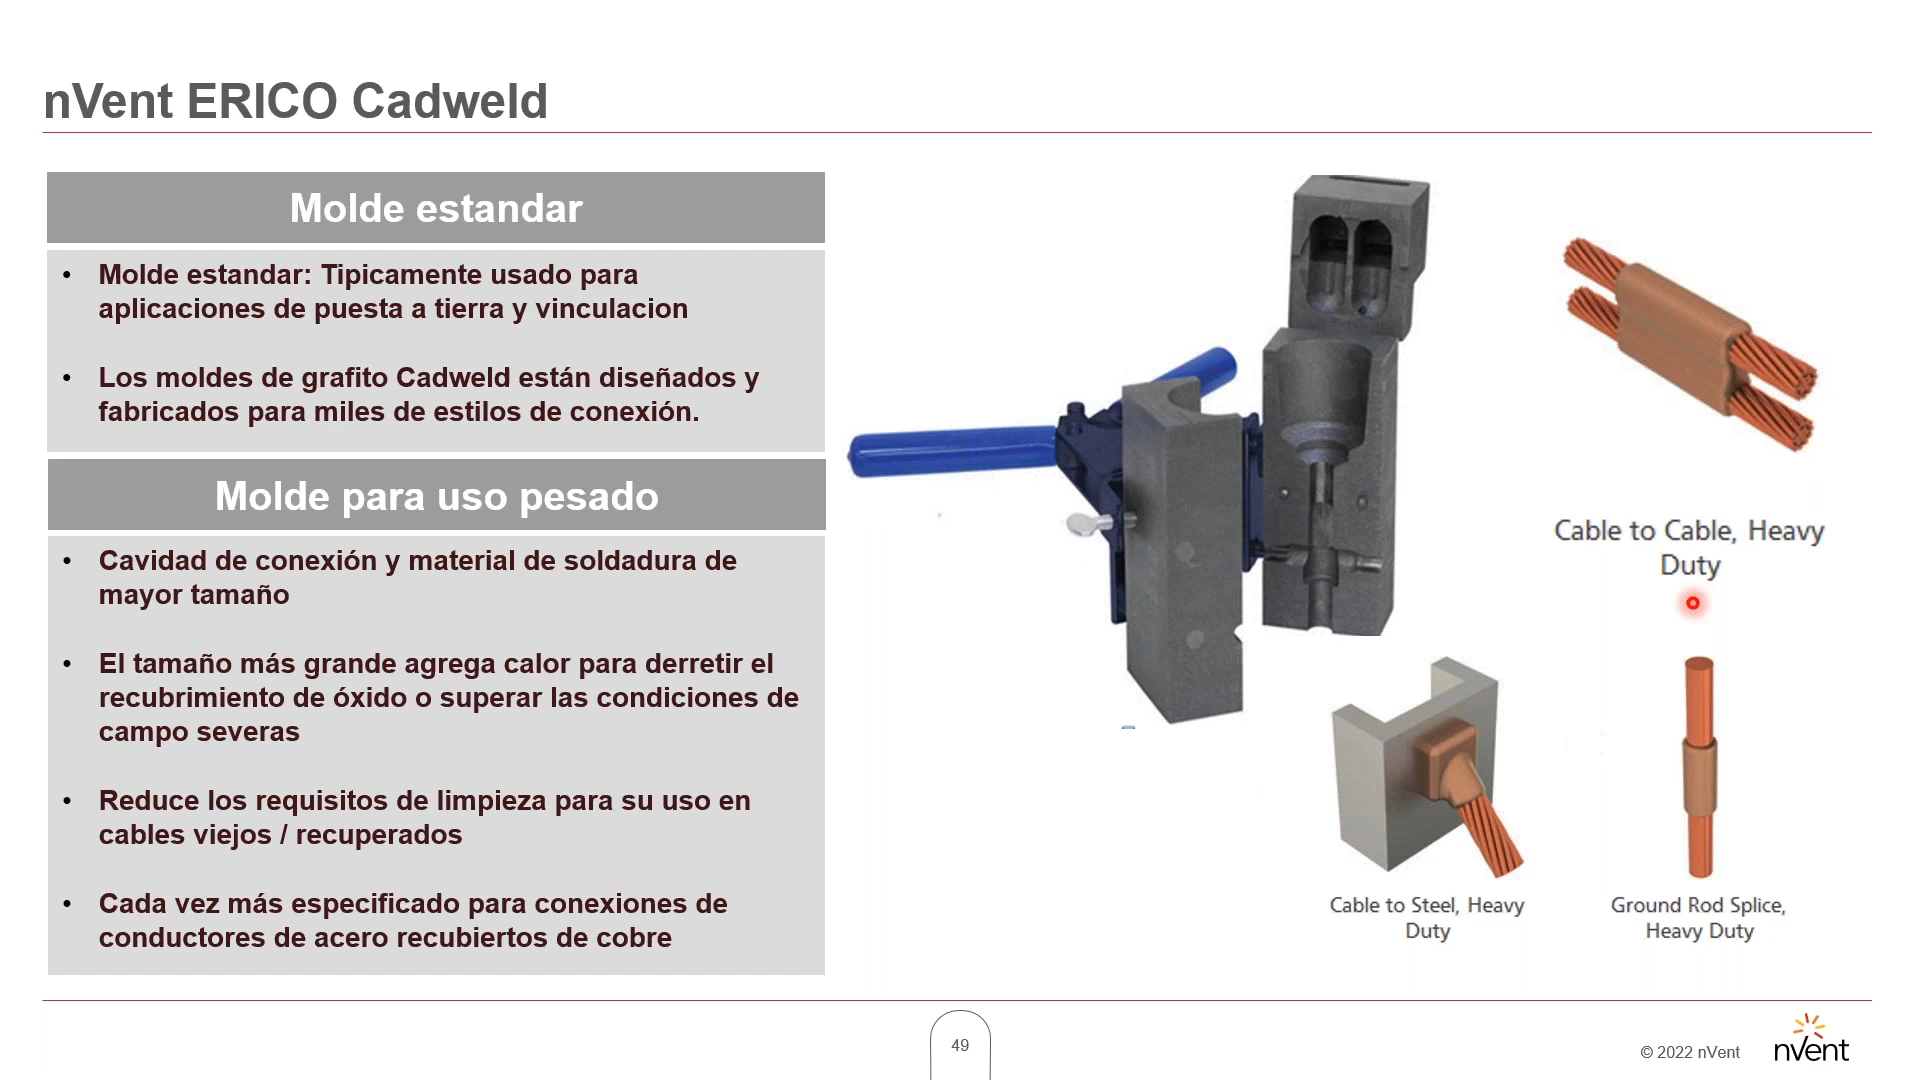 nVent ERICO Cadweld
Molde estandar
• Molde estandar: Tipicamente usado para
aplicaciones de puesta a tierra y vinculacion
• Los moldes de grafito Cadweld están diseñados y
fabricados para miles de estilos de conexión.
Molde para uso pesado
• Cavidad de conexión y material de soldadura de
mayor tamaño
• El tamaño más grande agrega calor para derretir el
recubrimiento de óxido o superar las condiciones de
campo severas
• Reduce los requisitos de limpieza para su uso en
cables viejos / recuperados
• Cada vez más especificado para conexiones de
conductores de acero recubiertos de cobre
Cable to Cable, Heavy
Duty
Cable to Steel, Heavy
Duty
Ground Rod Splice,
Heavy Duty
49
© 2022 nVent
nVent